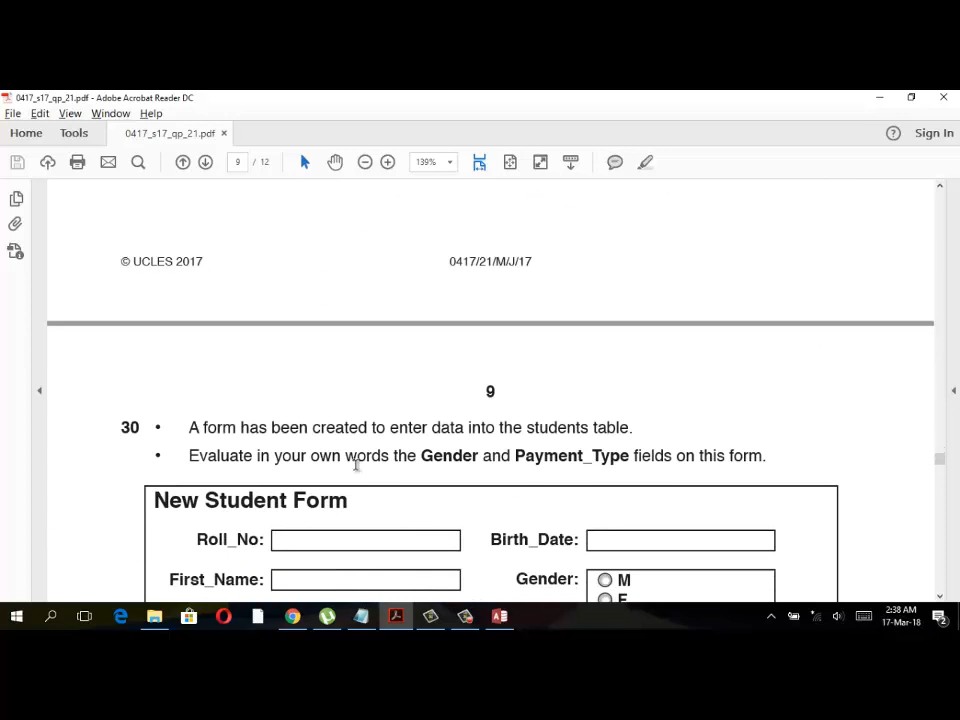 0417_s17_qp_21.pdf - Adobe Acrobat Reader DC
File Edit View Window Help
Home Tools 0417_s17_qp_21.pdf × Sign In
9 / 12 139%
© UCLES 2017 0417/21/M/J/17
9
30 • A form has been created to enter data into the students table.
• Evaluate in your own words the Gender and Payment_Type fields on this form.
New Student Form
Roll_No: Birth_Date:
First_Name: Gender: M
F
2:38 AM
17-Mar-18
2